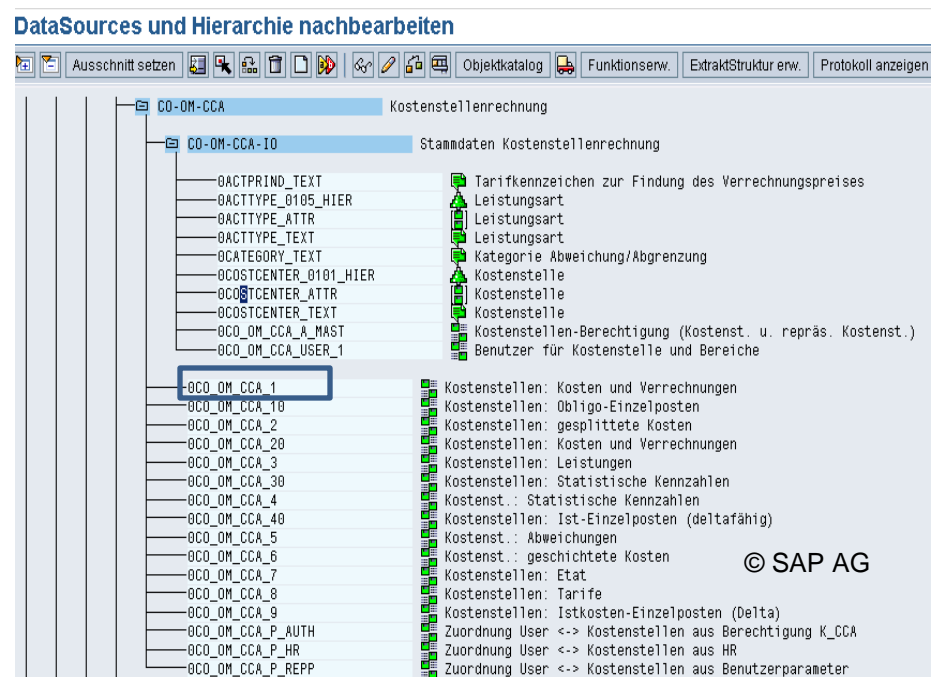 DataSources und Hierarchie nachbearbeiten
Ausschnitt setzen Objektkatalog Funktionserw. ExtraktStruktur erw. Protokoll anzeigen
CO-OM-CCA Kostenstellenrechnung
CO-OM-CCA-IO Stammdaten Kostenstellenrechnung
0ACTPRIND_TEXT Tarifkennzeichen zur Findung des Verrechnungspreises
0ACTTYPE_0105_HIER Leistungsart
0ACTTYPE_ATTR Leistungsart
0ACTTYPE_TEXT Leistungsart
0CATEGORY_TEXT Kategorie Abweichung/Abgrenzung
0COSTCENTER_0101_HIER Kostenstelle
0COSTCENTER_ATTR Kostenstelle
0COSTCENTER_TEXT Kostenstelle
0CO_OM_CCA_A_MAST Kostenstellen-Berechtigung (Kostenst. u. repräs. Kostenst.)
0CO_OM_CCA_USER_1 Benutzer für Kostenstelle und Bereiche
0CO_OM_CCA_1 Kostenstellen: Kosten und Verrechnungen
0CO_OM_CCA_10 Kostenstellen: Obligo-Einzelposten
0CO_OM_CCA_2 Kostenstellen: gesplittete Kosten
0CO_OM_CCA_20 Kostenstellen: Kosten und Verrechnungen
0CO_OM_CCA_3 Kostenstellen: Leistungen
0CO_OM_CCA_30 Kostenstellen: Statistische Kennzahlen
0CO_OM_CCA_4 Kostenst.: Statistische Kennzahlen
0CO_OM_CCA_40 Kostenstellen: Ist-Einzelposten (deltafähig)
0CO_OM_CCA_5 Kostenst.: Abweichungen
0CO_OM_CCA_6 Kostenst.: geschichtete Kosten
© SAP AG
0CO_OM_CCA_7 Kostenstellen: Etat
0CO_OM_CCA_8 Kostenstellen: Tarife
0CO_OM_CCA_9 Kostenstellen: Istkosten-Einzelposten (Delta)
0CO_OM_CCA_P_AUTH Zuordnung User <-> Kostenstellen aus Berechtigung K_CCA
0CO_OM_CCA_P_HR Zuordnung User <-> Kostenstellen aus HR
0CO_OM_CCA_P_REPP Zuordnung User <-> Kostenstellen aus Benutzerparameter